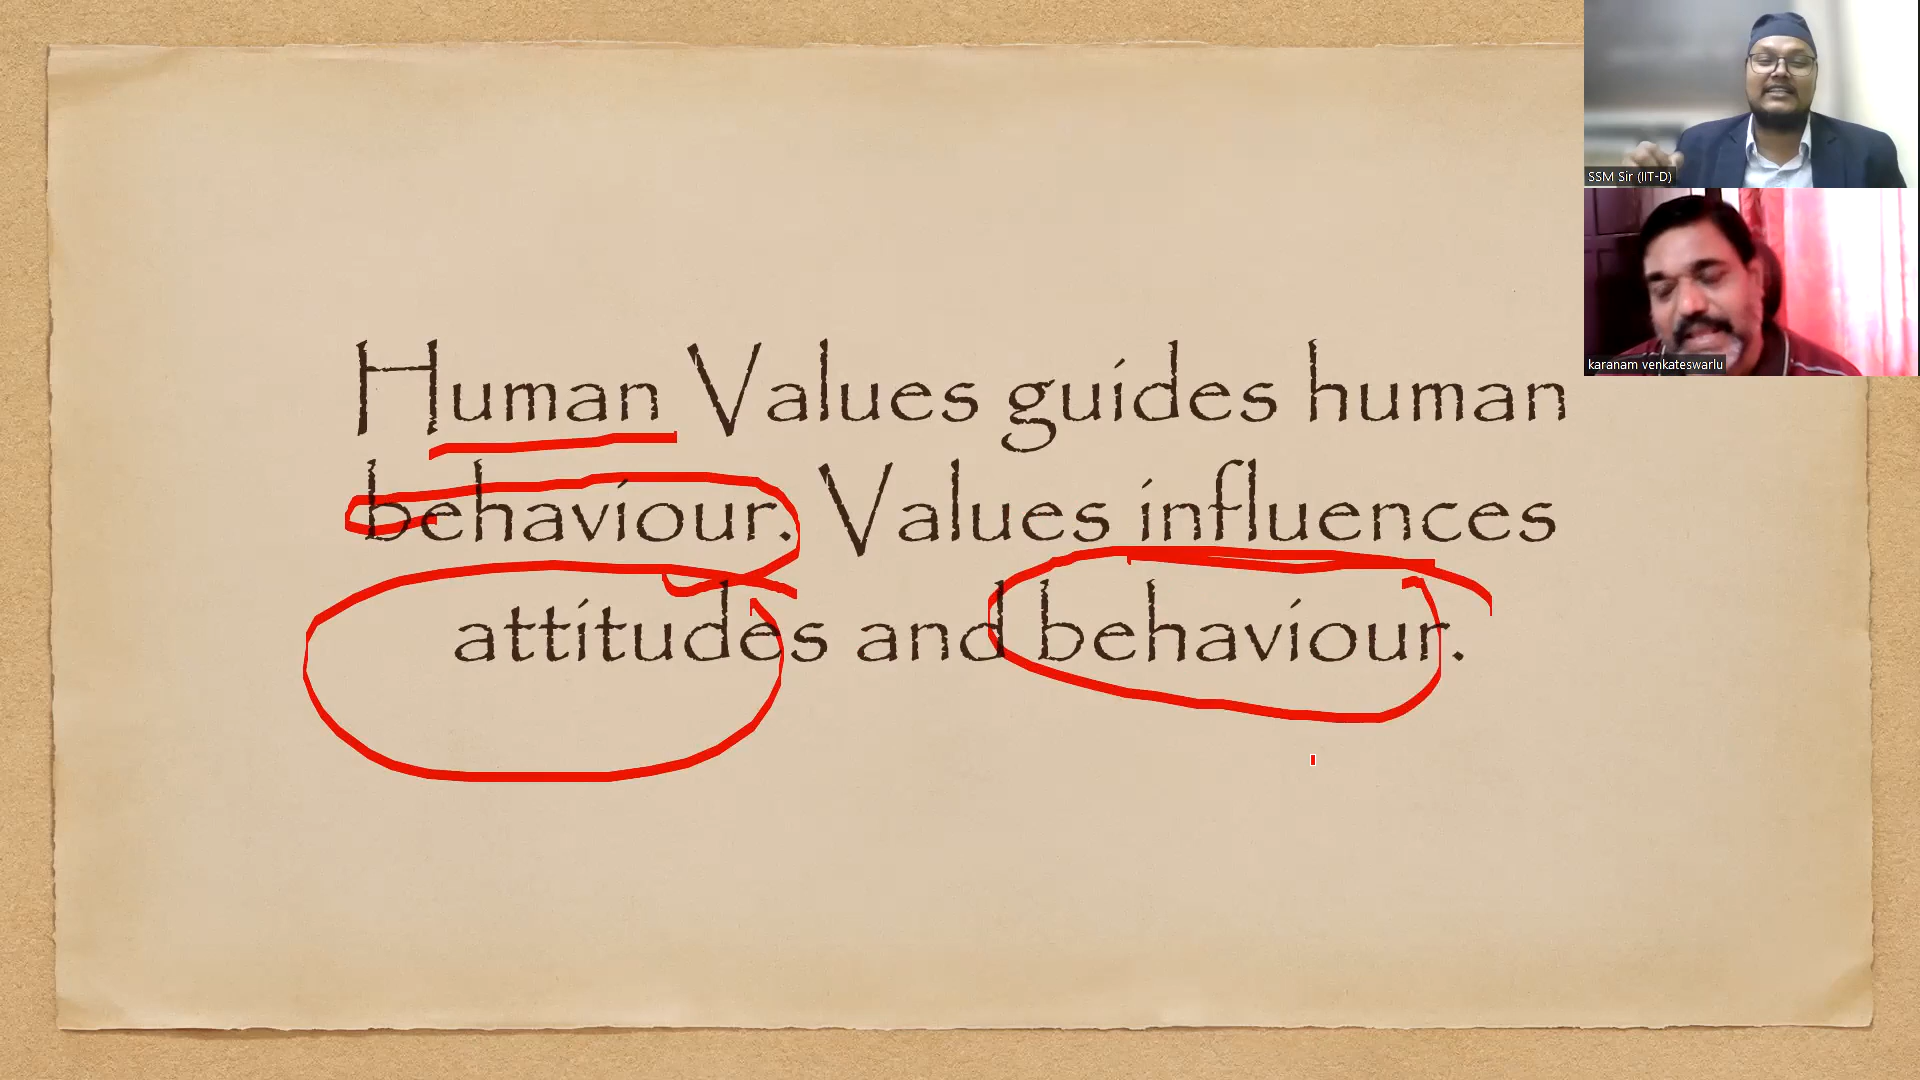 SSM Sir (IIT-D)
karanam venkateswarlu
Human Values guides human
behaviour. Values influences
attitudes and behaviour.